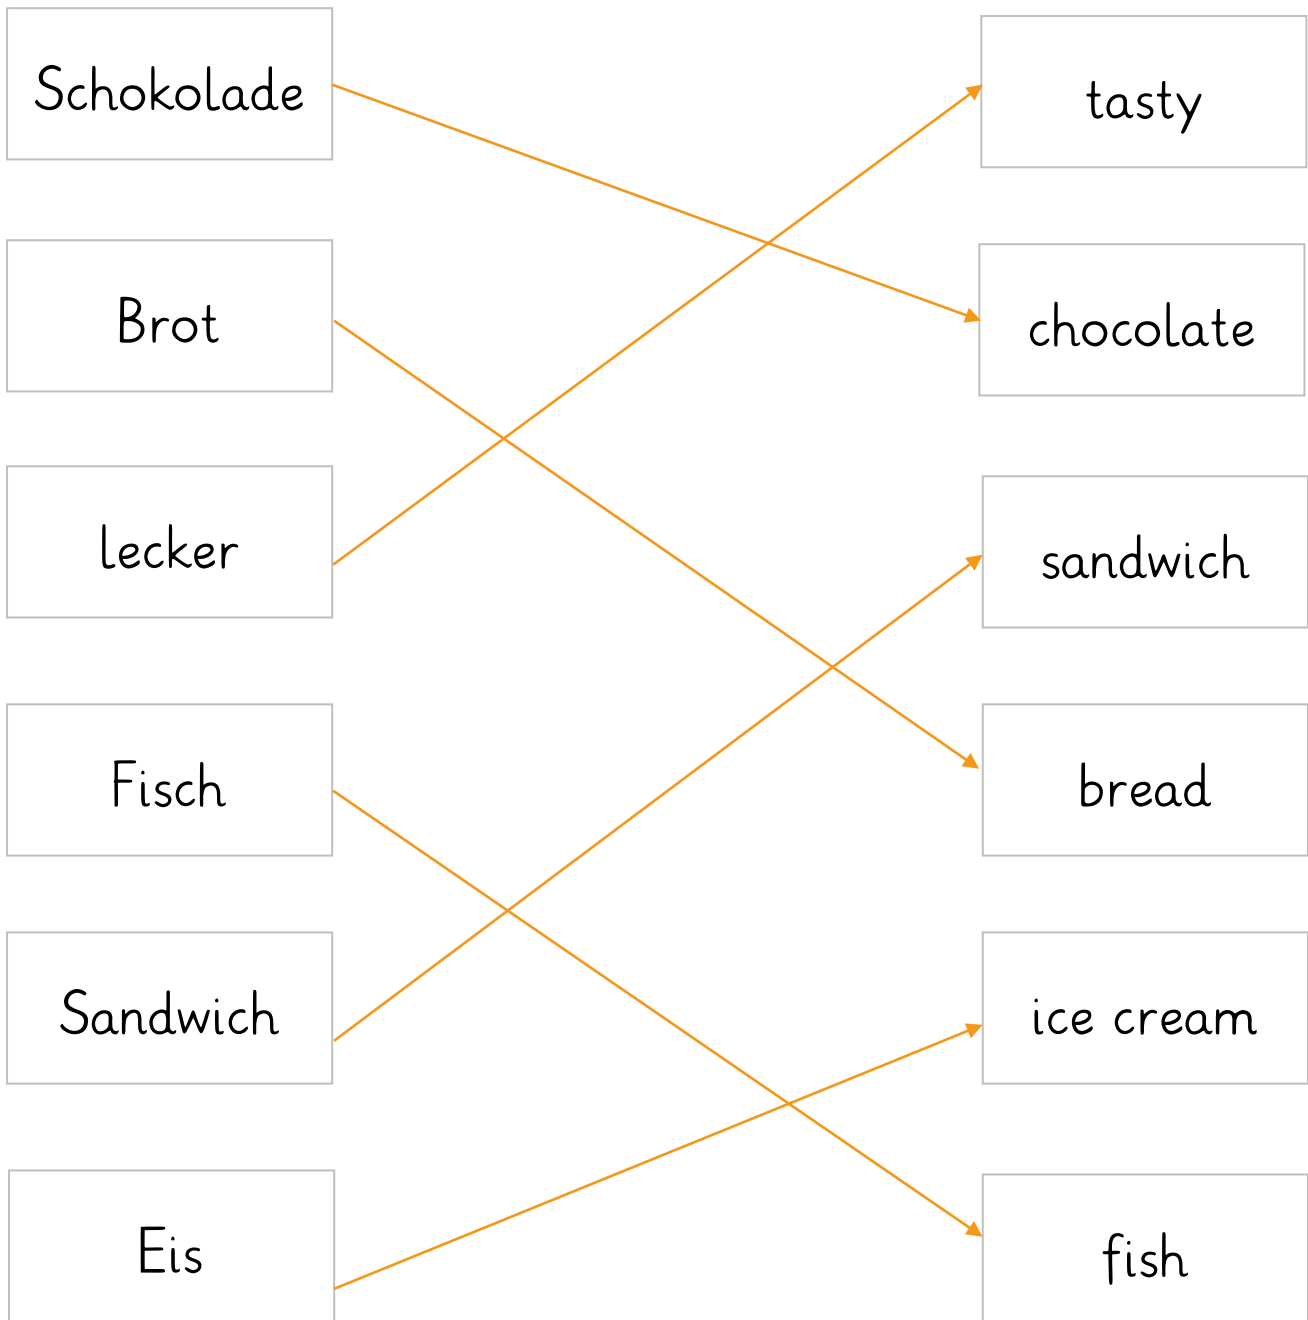 Schokolade
tasty
Brot
chocolate
lecker
sandwich
Fisch
bread
Sandwich
ice cream
Eis
fish